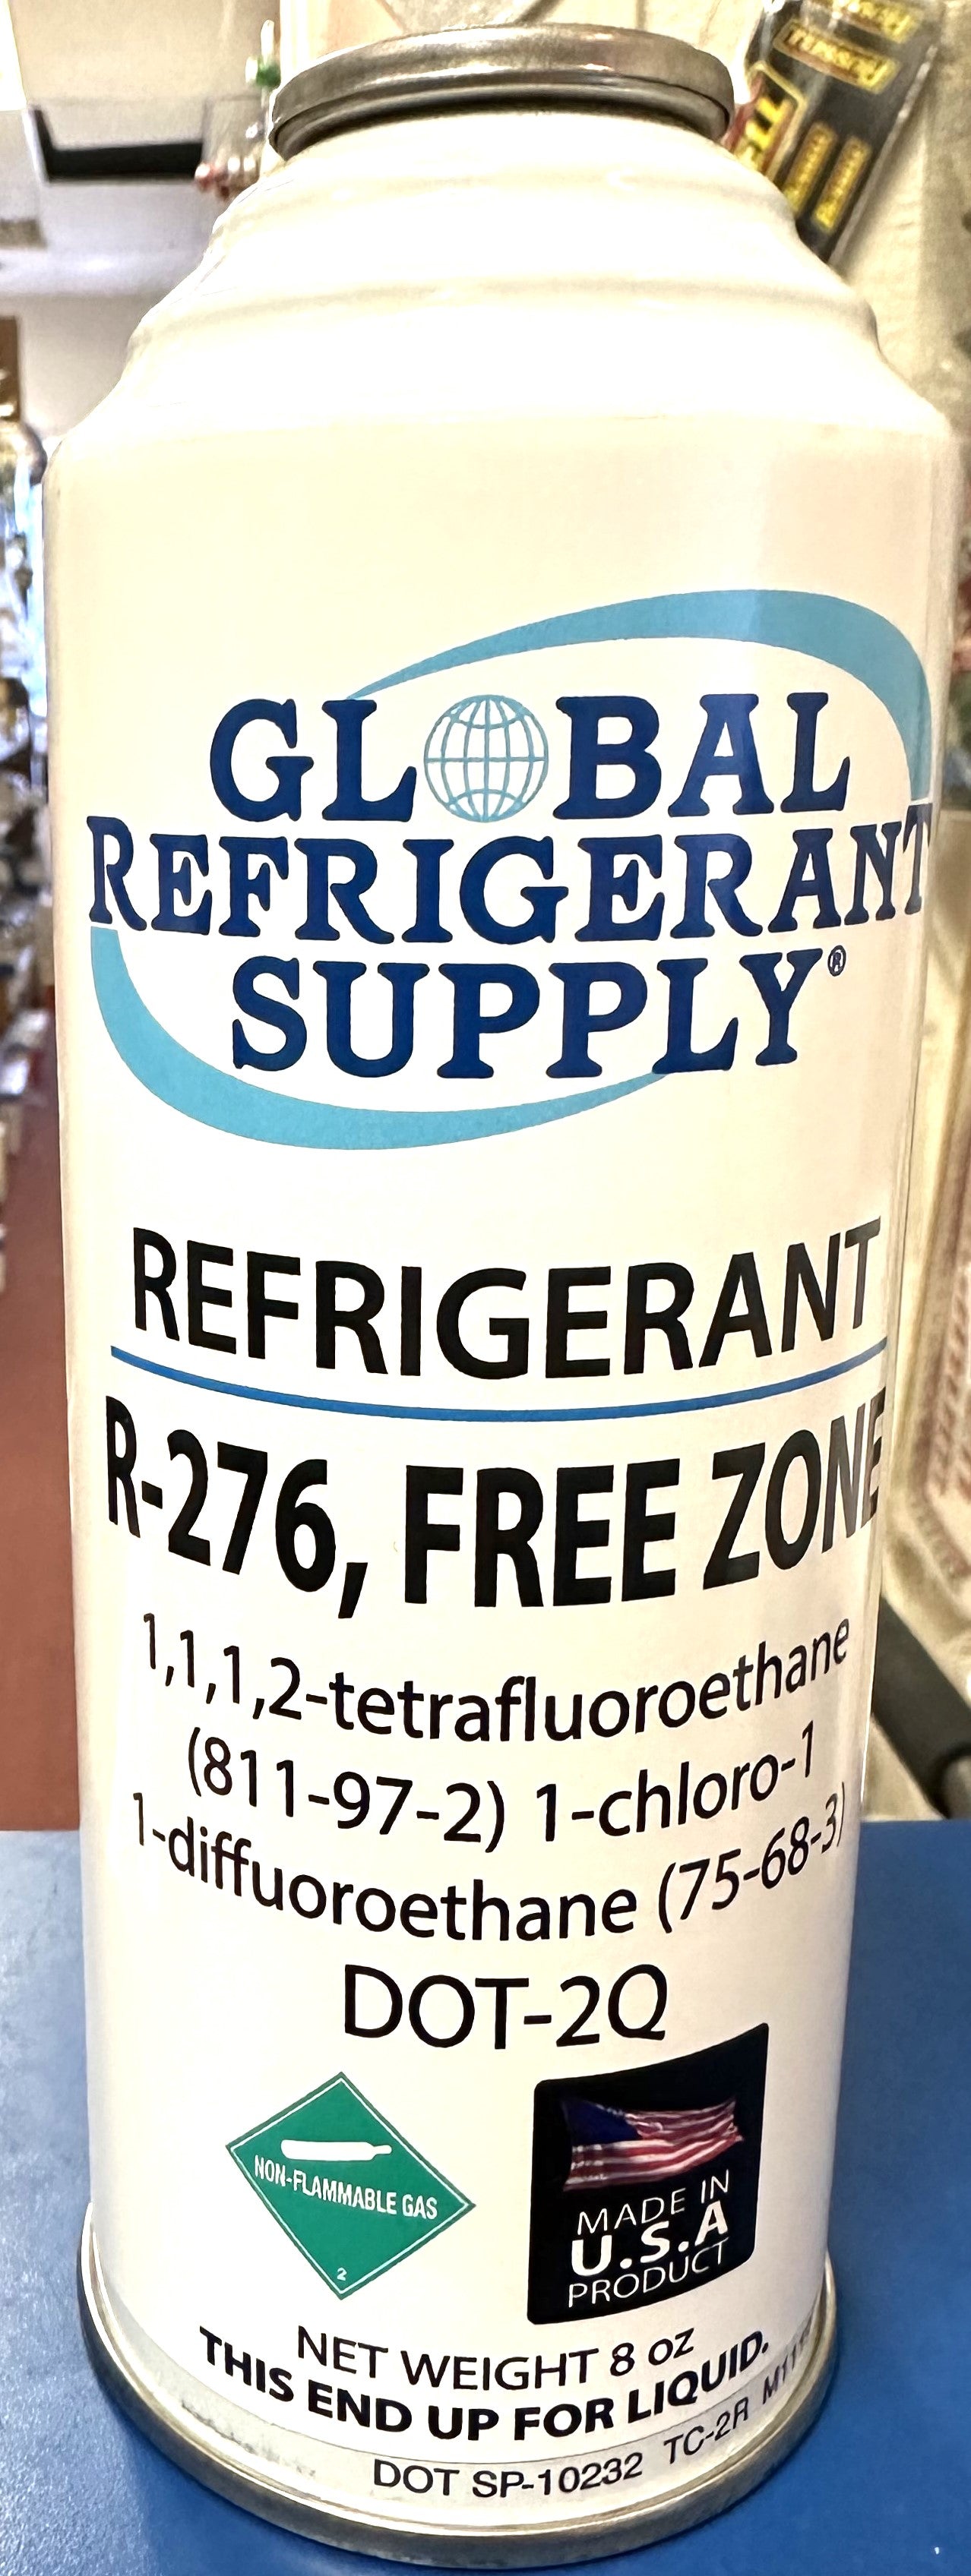 GLOBAL
REFRIGERANT
SUPPLY®
REFRIGERANT
R-276, FREE ZONE
1,1,1,2-tetrafluoroethane
(811-97-2) 1-chloro-1
1-diffuoroethane (75-68-3)
DOT-2Q
NON-FLAMMABLE GAS
2
MADE IN
U.S.A
PRODUCT
NET WEIGHT 8 oz
THIS END UP FOR LIQUID.
DOT SP-10232 TC-2R